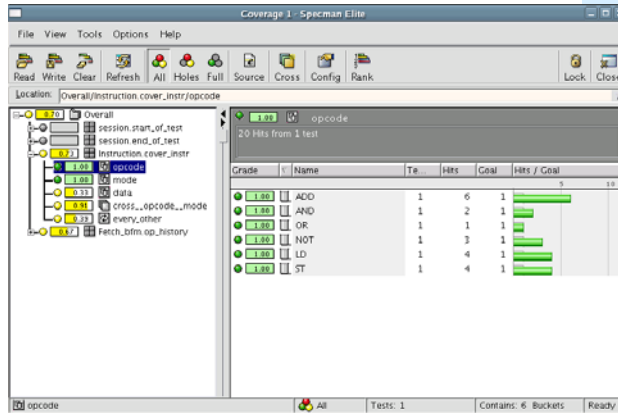 Coverage 1 - Specman Elite
File View Tools Options Help
Read Write Clear Refresh All Holes Full Source Cross Config Rank Lock Close
Location: Overall/Instruction.cover_instr/opcode
0.70 Overall
session.start_of_test
session.end_of_test
0.73 Instruction.cover_instr
1.00 opcode
1.00 mode
0.33 data
0.91 cross__opcode__mode
0.39 every_other
0.67 Fetch_bfm.op_history
1.00 opcode
20 Hits from 1 test
Grade Name Te... Hits Goal Hits / Goal
5 10
1.00 ADD 1 6 1
1.00 AND 1 2 1
1.00 OR 1 1 1
1.00 NOT 1 3 1
1.00 LD 1 4 1
1.00 ST 1 4 1
opcode All Tests: 1 Contains: 6 Buckets Ready